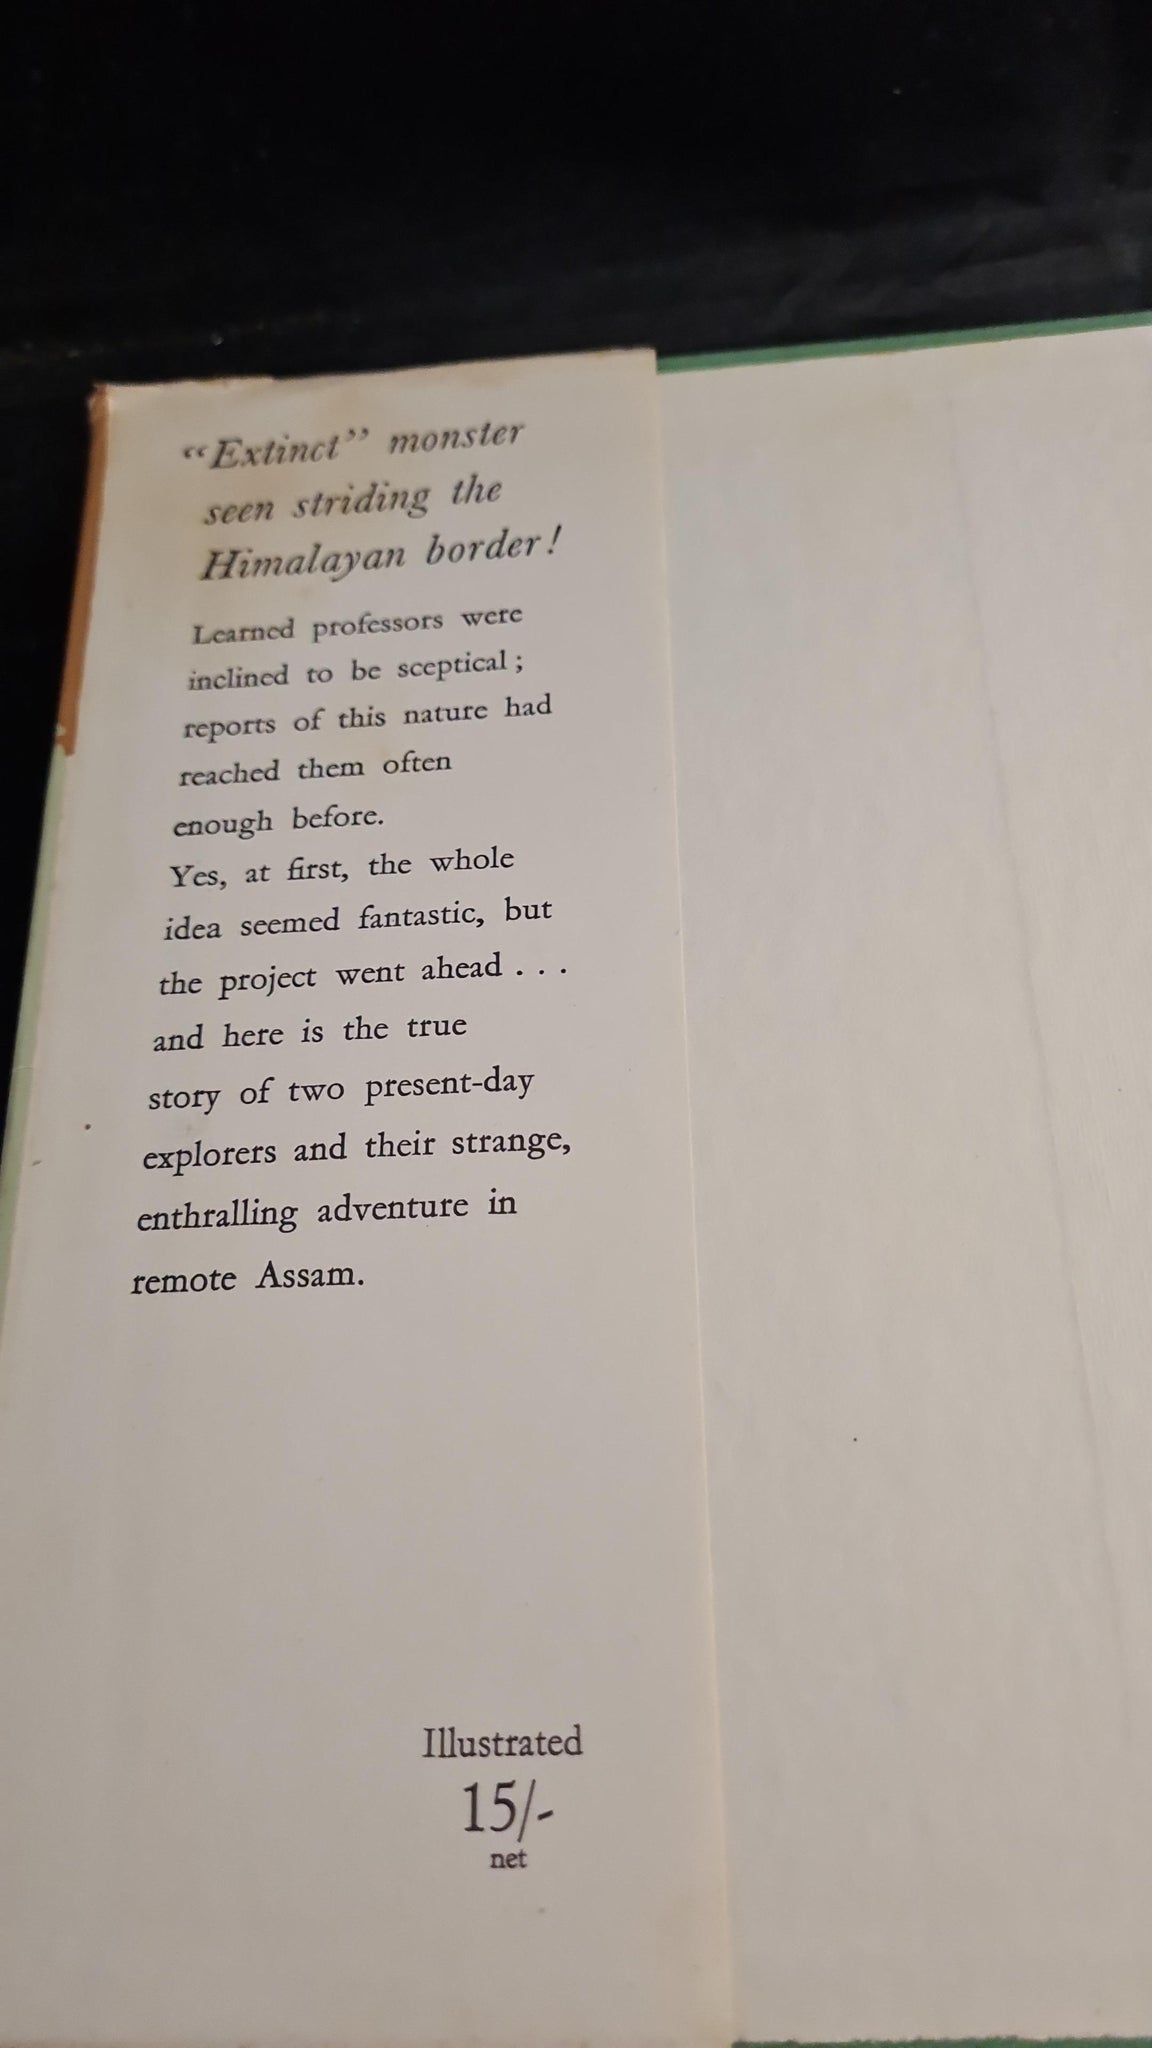 “Extinct” monster
seen striding the
Himalayan border!
Learned professors were
inclined to be sceptical;
reports of this nature had
reached them often
enough before.
Yes, at first, the whole
idea seemed fantastic, but
the project went ahead . . .
and here is the true
story of two present-day
explorers and their strange,
enthralling adventure in
remote Assam.
Illustrated
15/-
net